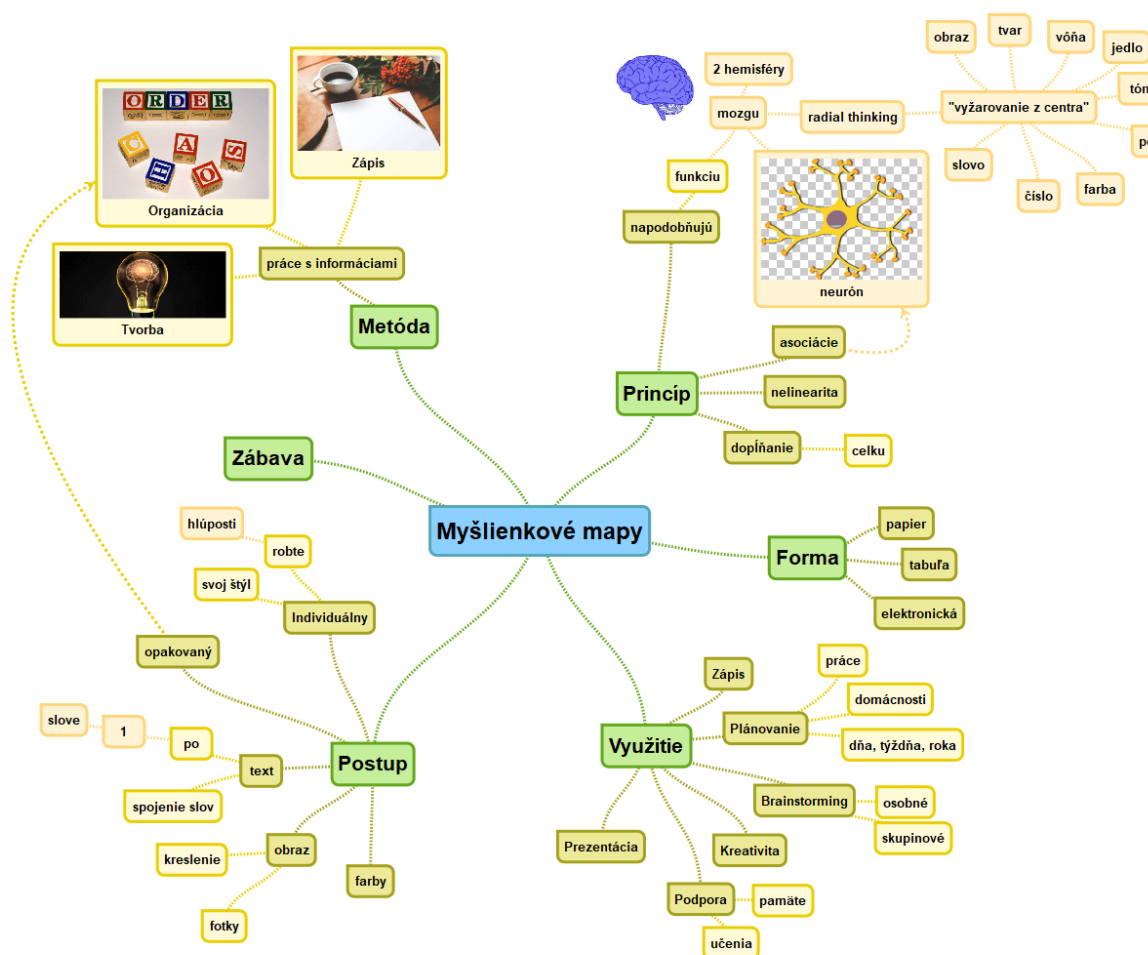 Myšlienkové mapy
Metóda
práce s informáciami
Zápis
ORDER
CHAOS
Organizácia
Tvorba
Princíp
napodobňujú
funkciu
mozgu
2 hemisféry
radial thinking
"vyžarovanie z centra"
obraz
tvar
vôňa
jedlo
tón
farba
číslo
slovo
neurón
asociácie
nelinearita
dopĺňanie
celku
Forma
papier
tabuľa
elektronická
Využitie
Zápis
Plánovanie
práce
domácnosti
dňa, týždňa, roka
Brainstorming
osobné
skupinové
Kreativita
Podpora
pamäte
učenia
Prezentácia
Postup
farby
obraz
kreslenie
fotky
text
po
1
slove
spojenie slov
opakovaný
Individuálny
robte
hlúposti
svoj štýl
Zábava